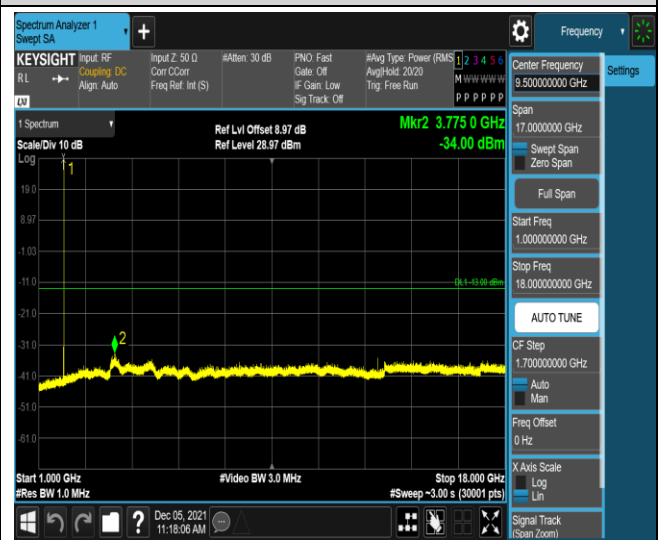 Spectrum Analyzer 1
Swept SA
+
Frequency
KEYSIGHT
RL
LXI
Input: RF
Coupling: DC
Align: Auto
Input Z: 50 Ω
Corr CCorr
Freq Ref: Int (S)
#Atten: 30 dB
PNO: Fast
Gate: Off
IF Gain: Low
Sig Track: Off
#Avg Type: Power (RMS
Avg|Hold: 20/20
Trig: Free Run
1 2 3 4 5 6
M W W W W W
P P P P P P
1 Spectrum
Scale/Div 10 dB
Log
Ref Lvl Offset 8.97 dB
Ref Level 28.97 dBm
Mkr2 3.775 0 GHz
-34.00 dBm
1
19.0
8.97
-1.03
-11.0
DL1 -13.00 dBm
-21.0
-31.0
2
-41.0
-51.0
-61.0
Start 1.000 GHz
#Res BW 1.0 MHz
#Video BW 3.0 MHz
Stop 18.000 GHz
#Sweep ~3.00 s (30001 pts)
?
Dec 05, 2021
11:18:06 AM
Center Frequency
9.500000000 GHz
Span
17.0000000 GHz
Swept Span
Zero Span
Full Span
Start Freq
1.000000000 GHz
Stop Freq
18.000000000 GHz
AUTO TUNE
CF Step
1.700000000 GHz
Auto
Man
Freq Offset
0 Hz
X Axis Scale
Log
Lin
Signal Track
(Span Zoom)
Settings